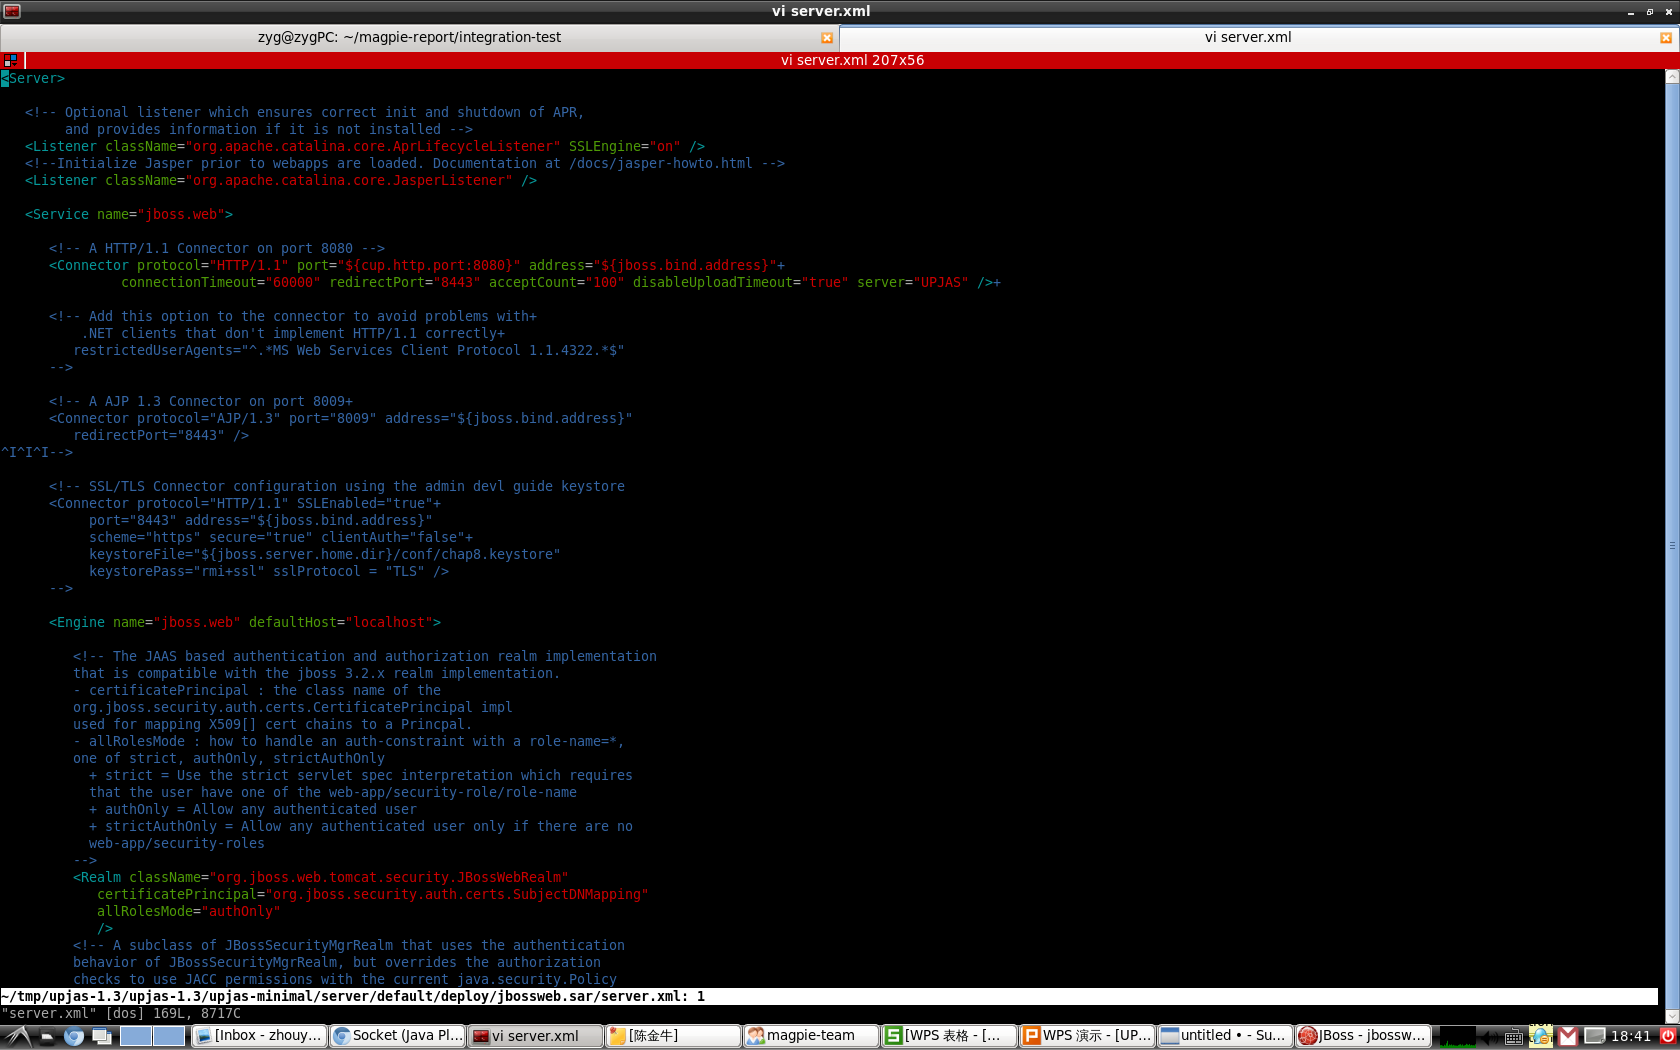 vi server.xml
zyg@zygPC: ~/magpie-report/integration-test
vi server.xml
vi server.xml 207x56
<Server>
<!-- Optional listener which ensures correct init and shutdown of APR,
and provides information if it is not installed -->
<Listener className="org.apache.catalina.core.AprLifecycleListener" SSLEngine="on" />
<!--Initialize Jasper prior to webapps are loaded. Documentation at /docs/jasper-howto.html -->
<Listener className="org.apache.catalina.core.JasperListener" />
<Service name="jboss.web">
<!-- A HTTP/1.1 Connector on port 8080 -->
<Connector protocol="HTTP/1.1" port="${cup.http.port:8080}" address="${jboss.bind.address}"+
connectionTimeout="60000" redirectPort="8443" acceptCount="100" disableUploadTimeout="true" server="UPJAS" />+
<!-- Add this option to the connector to avoid problems with+
.NET clients that don't implement HTTP/1.1 correctly+
restrictedUserAgents="^.*MS Web Services Client Protocol 1.1.4322.*$"
-->
<!-- A AJP 1.3 Connector on port 8009+
<Connector protocol="AJP/1.3" port="8009" address="${jboss.bind.address}"
redirectPort="8443" />
^I^I^I-->
<!-- SSL/TLS Connector configuration using the admin devl guide keystore
<Connector protocol="HTTP/1.1" SSLEnabled="true"+
port="8443" address="${jboss.bind.address}"
scheme="https" secure="true" clientAuth="false"+
keystoreFile="${jboss.server.home.dir}/conf/chap8.keystore"
keystorePass="rmi+ssl" sslProtocol = "TLS" />
-->
<Engine name="jboss.web" defaultHost="localhost">
<!-- The JAAS based authentication and authorization realm implementation
that is compatible with the jboss 3.2.x realm implementation.
- certificatePrincipal : the class name of the
org.jboss.security.auth.certs.CertificatePrincipal impl
used for mapping X509[] cert chains to a Princpal.
- allRolesMode : how to handle an auth-constraint with a role-name=*,
one of strict, authOnly, strictAuthOnly
+ strict = Use the strict servlet spec interpretation which requires
that the user have one of the web-app/security-role/role-name
+ authOnly = Allow any authenticated user
+ strictAuthOnly = Allow any authenticated user only if there are no
web-app/security-roles
-->
<Realm className="org.jboss.web.tomcat.security.JBossWebRealm"
certificatePrincipal="org.jboss.security.auth.certs.SubjectDNMapping"
allRolesMode="authOnly"
/>
<!-- A subclass of JBossSecurityMgrRealm that uses the authentication
behavior of JBossSecurityMgrRealm, but overrides the authorization
checks to use JACC permissions with the current java.security.Policy
~/tmp/upjas-1.3/upjas-1.3/upjas-minimal/server/default/deploy/jbossweb.sar/server.xml: 1
"server.xml" [dos] 169L, 8717C
[Inbox - zhouy... Socket (Java Pl... vi server.xml [陈金牛] magpie-team [WPS 表格 - [... WPS 演示 - [UP... untitled • - Su... JBoss - jbossw... 18:41